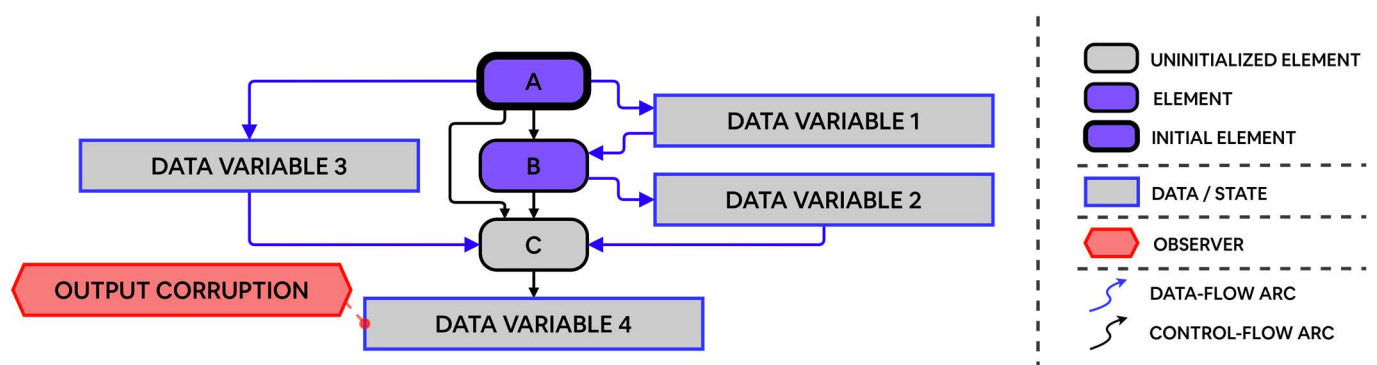 A
DATA VARIABLE 1
DATA VARIABLE 3
B
DATA VARIABLE 2
C
OUTPUT CORRUPTION
DATA VARIABLE 4
UNINITIALIZED ELEMENT
ELEMENT
INITIAL ELEMENT
DATA / STATE
OBSERVER
DATA-FLOW ARC
CONTROL-FLOW ARC